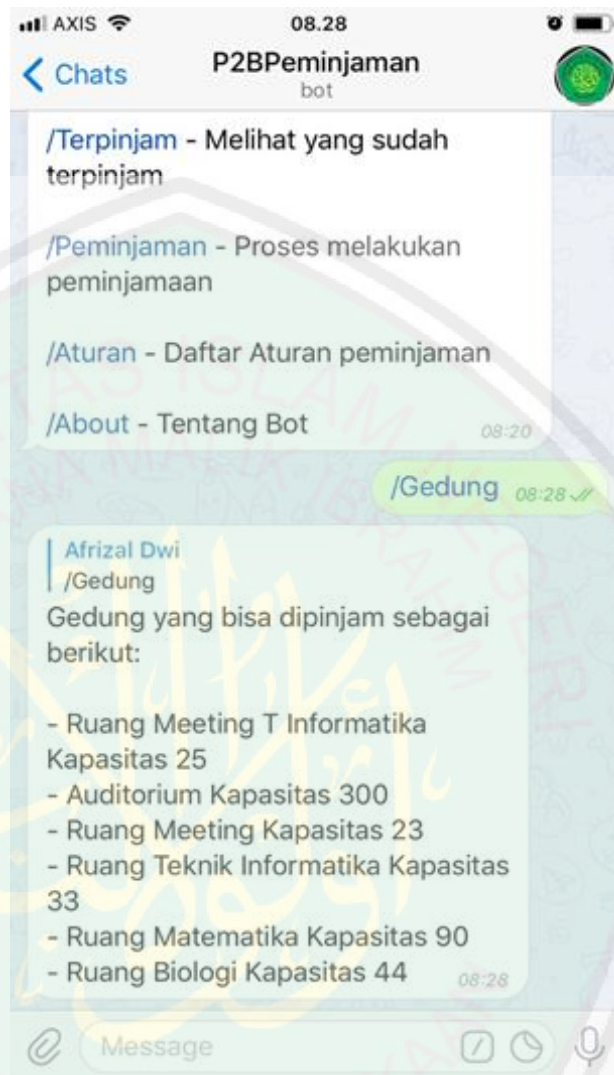 AXIS 08.28
Chats P2BPeminjaman
bot
/Terpinjam - Melihat yang sudah
terpinjam
/Peminjaman - Proses melakukan
peminjamaan
/Aturan - Daftar Aturan peminjaman
/About - Tentang Bot 08:20
/Gedung 08:28
Afrizal Dwi
/Gedung
Gedung yang bisa dipinjam sebagai
berikut:
- Ruang Meeting T Informatika
Kapasitas 25
- Auditorium Kapasitas 300
- Ruang Meeting Kapasitas 23
- Ruang Teknik Informatika Kapasitas
33
- Ruang Matematika Kapasitas 90
- Ruang Biologi Kapasitas 44 08:28
Message